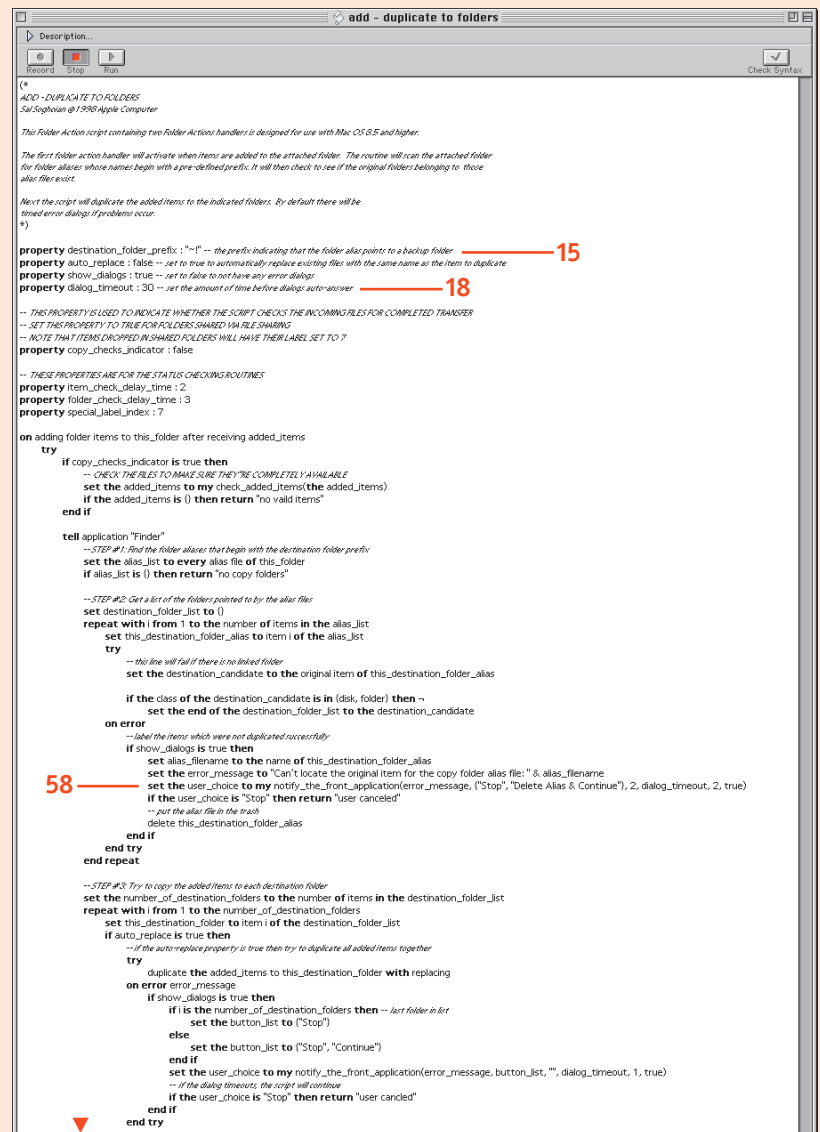 add - duplicate to folders
Description...
Record Stop Run
Check Syntax
(*
ADD - DUPLICATE TO FOLDERS
Sal Soghoian @1998 Apple Computer
This Folder Action script containing two Folder Actions handlers is designed for use with Mac OS 8.5 and higher.
The first folder action handler will activate when items are added to the attached folder. The routine will scan the attached folder
for folder aliases whose names begin with a pre-defined prefix. It will then check to see if the original folders belonging to those
alias files exist.
Next the script will duplicate the added items to the indicated folders. By default there will be
timed error dialogs if problems occur.
*)
property destination_folder_prefix : "~!" -- the prefix indicating that the folder alias points to a backup folder 15
property auto_replace : false -- set to true to automatically replace existing files with the same name as the item to duplicate
property show_dialogs : true -- set to false to not have any error dialogs
property dialog_timeout : 30 -- set the amount of time before dialogs auto-answer 18
-- THIS PROPERTY IS USED TO INDICATE WHETHER THE SCRIPT CHECKS THE INCOMING FILES FOR COMPLETED TRANSFER
-- SET THIS PROPERTY TO TRUE FOR FOLDERS SHARED VIA FILE SHARING
-- NOTE THAT ITEMS DROPPED IN SHARED FOLDERS WILL HAVE THEIR LABEL SET TO 7
property copy_checks_indicator : false
-- THESE PROPERTIES ARE FOR THE STATUS CHECKING ROUTINES
property item_check_delay_time : 2
property folder_check_delay_time : 3
property special_label_index : 7
on adding folder items to this_folder after receiving added_items
try
if copy_checks_indicator is true then
-- CHECK THE FILES TO MAKE SURE THEY"RE COMPLETELY AVAILABLE
set the added_items to my check_added_items(the added_items)
if the added_items is {} then return "no vaild items"
end if
tell application "Finder"
--STEP #1: Find the folder aliases that begin with the destination folder prefix
set the alias_list to every alias file of this_folder
if alias_list is {} then return "no copy folders"
--STEP #2: Get a list of the folders pointed to by the alias files
set destination_folder_list to {}
repeat with i from 1 to the number of items in the alias_list
set this_destination_folder_alias to item i of the alias_list
try
-- this line will fail if there is no linked folder
set the destination_candidate to the original item of this_destination_folder_alias
if the class of the destination_candidate is in {disk, folder} then ¬
set the end of the destination_folder_list to the destination_candidate
on error
--label the items which were not duplicated successfully
if show_dialogs is true then
set alias_filename to the name of this_destination_folder_alias
set the error_message to "Can't locate the original item for the copy folder alias file: " & alias_filename
58 set the user_choice to my notify_the_front_application(error_message, {"Stop", "Delete Alias & Continue"}, 2, dialog_timeout, 2, true)
if the user_choice is "Stop" then return "user canceled"
-- put the alias file in the trash
delete this_destination_folder_alias
end if
end try
end repeat
--STEP #3: Try to copy the added items to each destination folder
set the number_of_destination_folders to the number of items in the destination_folder_list
repeat with i from 1 to the number_of_destination_folders
set this_destination_folder to item i of the destination_folder_list
if auto_replace is true then
--if the auto-replace property is true then try to duplicate all added items together
try
duplicate the added_items to this_destination_folder with replacing
on error error_message
if show_dialogs is true then
if i is the number_of_destination_folders then -- last folder in list
set the button_list to {"Stop"}
else
set the button_list to {"Stop", "Continue"}
end if
set the user_choice to my notify_the_front_application(error_message, button_list, "", dialog_timeout, 1, true)
-- if the dialog timeouts, the script will continue
if the user_choice is "Stop" then return "user cancled"
end if
end try